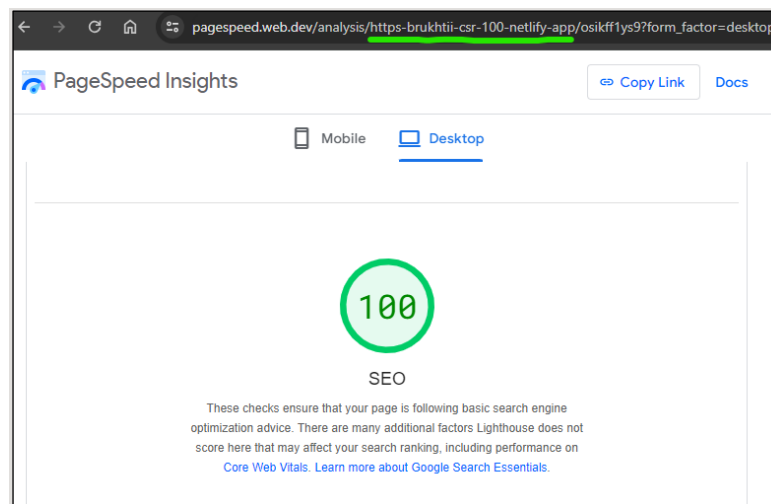 pagespeed.web.dev/analysis/https-brukhtii-csr-100-netlify-app/osikff1ys9?form_factor=desktop
PageSpeed Insights
Copy Link
Docs
Mobile
Desktop
100
SEO
These checks ensure that your page is following basic search engine
optimization advice. There are many additional factors Lighthouse does not
score here that may affect your search ranking, including performance on
Core Web Vitals. Learn more about Google Search Essentials.